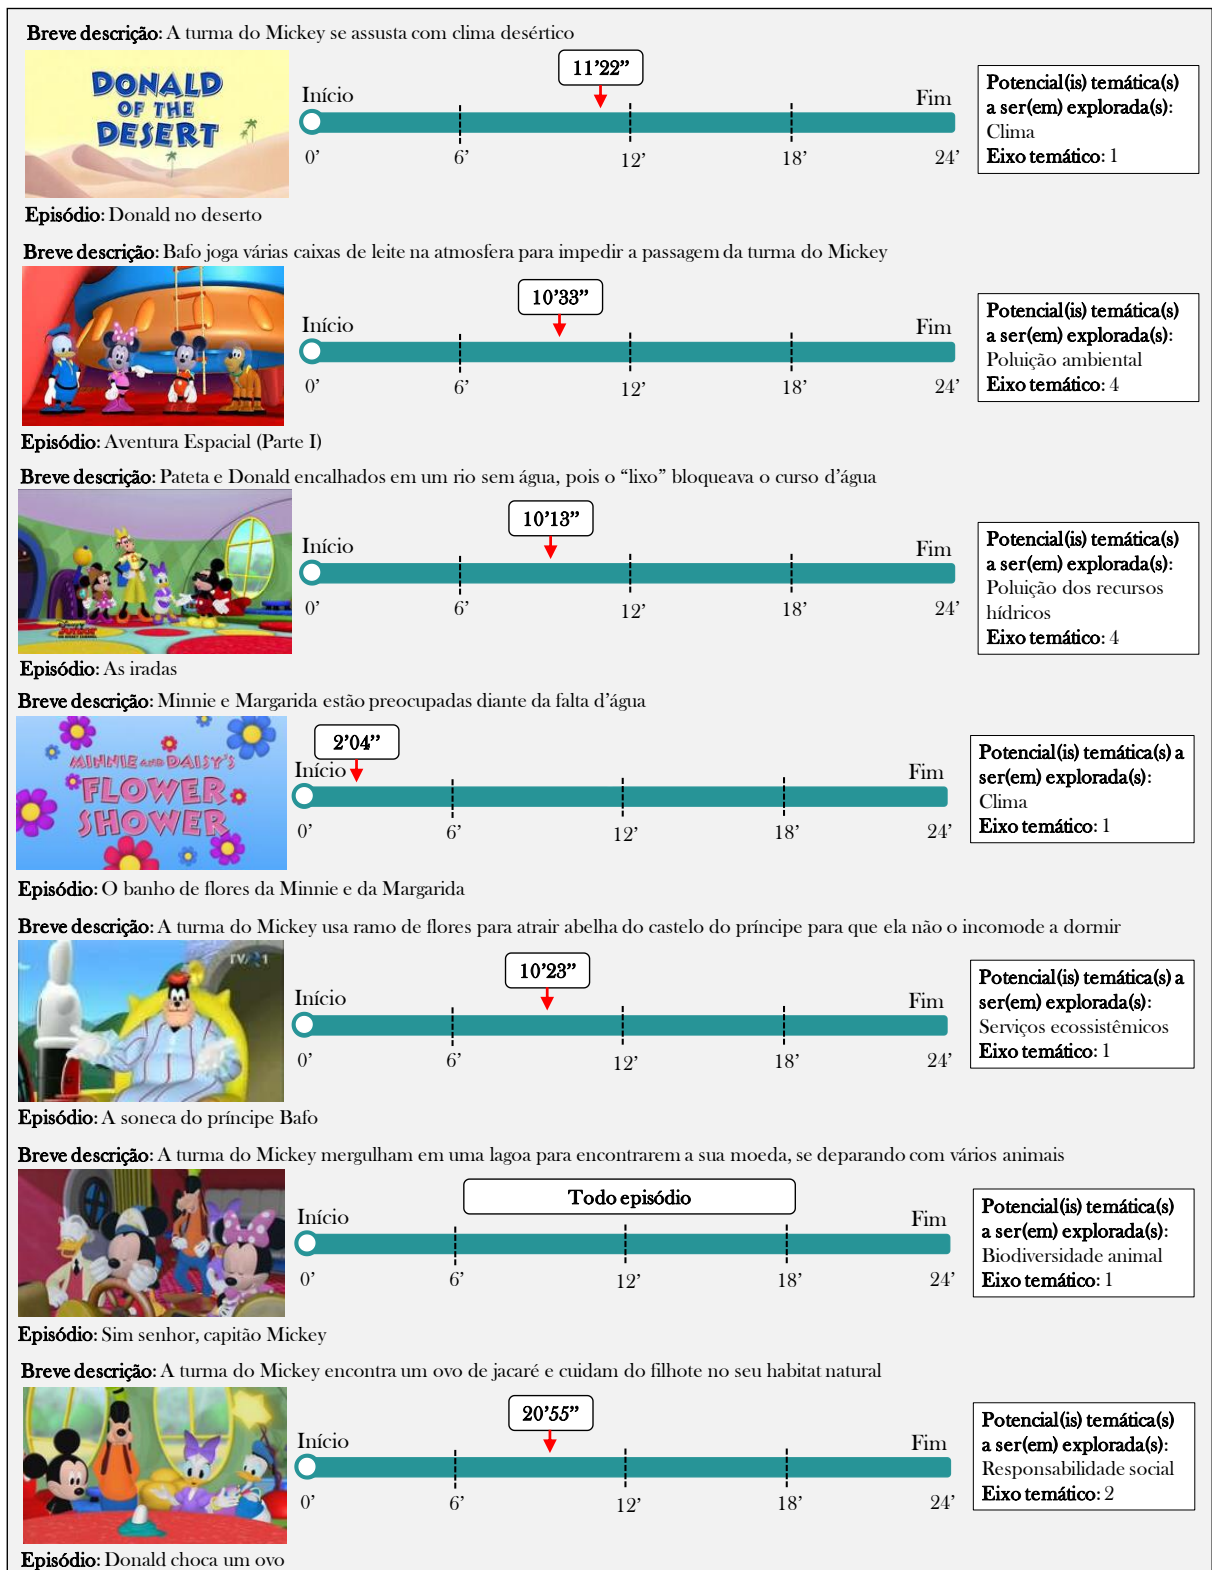 Breve descrição: A turma do Mickey se assusta com clima desértico
DONALD
OF THE
DESERT
11’22”
Início
Fim
0’ 6’ 12’ 18’ 24’
Potencial(is) temática(s)
a ser(em) explorada(s):
Clima
Eixo temático: 1
Episódio: Donald no deserto
Breve descrição: Bafo joga várias caixas de leite na atmosfera para impedir a passagem da turma do Mickey
10’33”
Início
Fim
0’ 6’ 12’ 18’ 24’
Potencial(is) temática(s)
a ser(em) explorada(s):
Poluição ambiental
Eixo temático: 4
Episódio: Aventura Espacial (Parte I)
Breve descrição: Pateta e Donald encalhados em um rio sem água, pois o “lixo” bloqueava o curso d’água
10’13”
Início
Fim
0’ 6’ 12’ 18’ 24’
Potencial(is) temática(s)
a ser(em) explorada(s):
Poluição dos recursos
hídricos
Eixo temático: 4
Episódio: As iradas
Breve descrição: Minnie e Margarida estão preocupadas diante da falta d’água
MINNIE AND DAISY'S
FLOWER
SHOWER
2’04”
Início
Fim
0’ 6’ 12’ 18’ 24’
Potencial(is) temática(s) a
ser(em) explorada(s):
Clima
Eixo temático: 1
Episódio: O banho de flores da Minnie e da Margarida
Breve descrição: A turma do Mickey usa ramo de flores para atrair abelha do castelo do príncipe para que ela não o incomode a dormir
10’23”
Início
Fim
0’ 6’ 12’ 18’ 24’
Potencial(is) temática(s) a
ser(em) explorada(s):
Serviços ecossistêmicos
Eixo temático: 1
Episódio: A soneca do príncipe Bafo
Breve descrição: A turma do Mickey mergulham em uma lagoa para encontrarem a sua moeda, se deparando com vários animais
Todo episódio
Início
Fim
0’ 6’ 12’ 18’ 24’
Potencial(is) temática(s)
a ser(em) explorada(s):
Biodiversidade animal
Eixo temático: 1
Episódio: Sim senhor, capitão Mickey
Breve descrição: A turma do Mickey encontra um ovo de jacaré e cuidam do filhote no seu habitat natural
20’55”
Início
Fim
0’ 6’ 12’ 18’ 24’
Potencial(is) temática(s)
a ser(em) explorada(s):
Responsabilidade social
Eixo temático: 2
Episódio: Donald choca um ovo